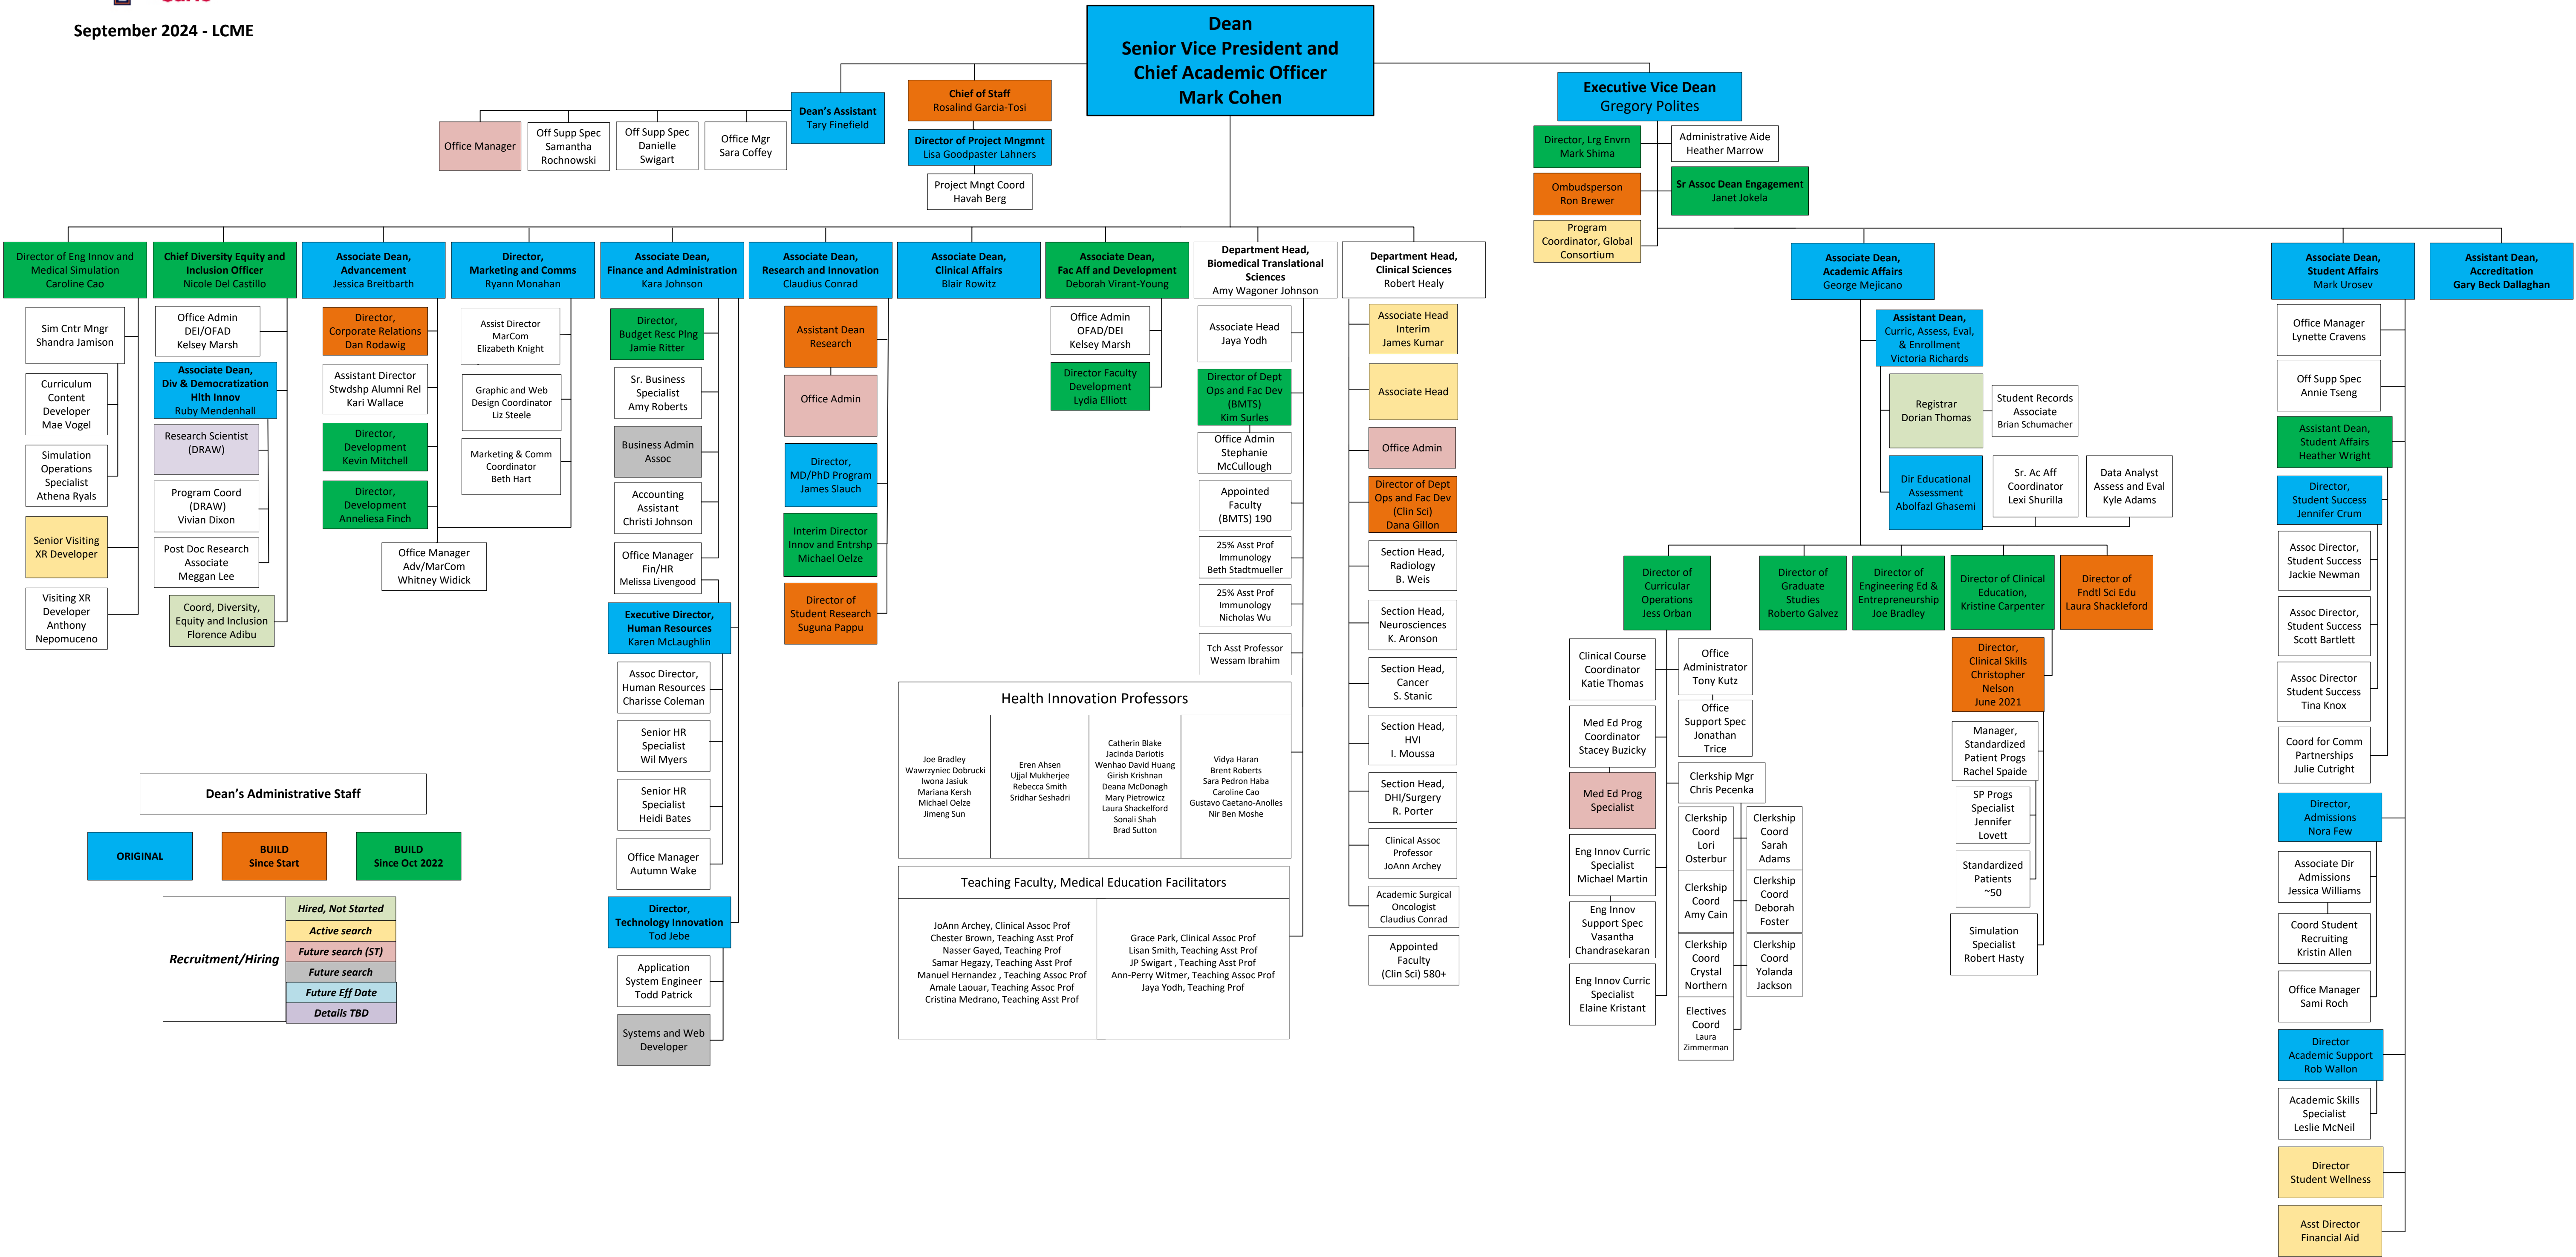 September 2024 - LCME
Dean
Senior Vice President and
Chief Academic Officer
Mark Cohen
Executive Vice Dean
Gregory Polites
Dean's Assistant
Tary Finefield
Chief of Staff
Rosalind Garcia-Tosi
Director of Project Mngmnt
Lisa Goodpaster Lahners
Project Mngt Coord
Havah Berg
Office Manager
Off Supp Spec
Samantha
Rochnowski
Off Supp Spec
Danielle
Swigart
Office Mgr
Sara Coffey
Director, Lrg Envrn
Mark Shima
Administrative Aide
Heather Marrow
Ombudsperson
Ron Brewer
Sr Assoc Dean Engagement
Janet Jokela
Program
Coordinator, Global
Consortium
Director of Eng Innov and
Medical Simulation
Caroline Cao
Sim Cntr Mngr
Shandra Jamison
Curriculum
Content
Developer
Mae Vogel
Simulation
Operations
Specialist
Athena Ryals
Senior Visiting
XR Developer
Visiting XR
Developer
Anthony
Nepomuceno
Chief Diversity Equity and
Inclusion Officer
Nicole Del Castillo
Office Admin
DEI/OFAD
Kelsey Marsh
Associate Dean,
Div & Democratization
Hlth Innov
Ruby Mendenhall
Research Scientist
(DRAW)
Program Coord
(DRAW)
Vivian Dixon
Post Doc Research
Associate
Meggan Lee
Coord, Diversity,
Equity and Inclusion
Florence Adibu
Associate Dean,
Advancement
Jessica Breitbarth
Director,
Corporate Relations
Dan Rodawig
Assistant Director
Stwdshp Alumni Rel
Kari Wallace
Director,
Development
Kevin Mitchell
Director,
Development
Anneliesa Finch
Office Manager
Adv/MarCom
Whitney Widick
Director,
Marketing and Comms
Ryann Monahan
Assist Director
MarCom
Elizabeth Knight
Graphic and Web
Design Coordinator
Liz Steele
Marketing & Comm
Coordinator
Beth Hart
Associate Dean,
Finance and Administration
Kara Johnson
Director,
Budget Resc Plng
Jamie Ritter
Sr. Business
Specialist
Amy Roberts
Business Admin
Assoc
Accounting
Assistant
Christi Johnson
Office Manager
Fin/HR
Melissa Livengood
Executive Director,
Human Resources
Karen McLaughlin
Assoc Director,
Human Resources
Charisse Coleman
Senior HR
Specialist
Wil Myers
Senior HR
Specialist
Heidi Bates
Office Manager
Autumn Wake
Director,
Technology Innovation
Tod Jebe
Application
System Engineer
Todd Patrick
Systems and Web
Developer
Associate Dean,
Research and Innovation
Claudius Conrad
Assistant Dean
Research
Office Admin
Director,
MD/PhD Program
James Slauch
Interim Director
Innov and Entrshp
Michael Oelze
Director of
Student Research
Suguna Pappu
Associate Dean,
Clinical Affairs
Blair Rowitz
Associate Dean,
Fac Aff and Development
Deborah Virant-Young
Office Admin
OFAD/DEI
Kelsey Marsh
Director Faculty
Development
Lydia Elliott
Department Head,
Biomedical Translational
Sciences
Amy Wagoner Johnson
Associate Head
Jaya Yodh
Director of Dept
Ops and Fac Dev
(BMTS)
Kim Surles
Office Admin
Stephanie
McCullough
Appointed
Faculty
(BMTS) 190
25% Asst Prof
Immunology
Beth Stadtmueller
25% Asst Prof
Immunology
Nicholas Wu
Tch Asst Professor
Wessam Ibrahim
Health Innovation Professors
Joe Bradley
Wawrzyniec Dobrucki
Iwona Jasiuk
Mariana Kersh
Michael Oelze
Jimeng Sun
Eren Ahsen
Ujjal Mukherjee
Rebecca Smith
Sridhar Seshadri
Catherin Blake
Jacinda Dariotis
Wenhao David Huang
Girish Krishnan
Deana McDonagh
Mary Pietrowicz
Laura Shackelford
Sonali Shah
Brad Sutton
Vidya Haran
Brent Roberts
Sara Pedron Haba
Caroline Cao
Gustavo Caetano-Anolles
Nir Ben Moshe
Teaching Faculty, Medical Education Facilitators
JoAnn Archey, Clinical Assoc Prof
Chester Brown, Teaching Asst Prof
Nasser Gayed, Teaching Prof
Samar Hegazy, Teaching Asst Prof
Manuel Hernandez , Teaching Assoc Prof
Amale Laouar, Teaching Assoc Prof
Cristina Medrano, Teaching Asst Prof
Grace Park, Clinical Assoc Prof
Lisan Smith, Teaching Asst Prof
JP Swigart , Teaching Asst Prof
Ann-Perry Witmer, Teaching Assoc Prof
Jaya Yodh, Teaching Prof
Department Head,
Clinical Sciences
Robert Healy
Associate Head
Interim
James Kumar
Associate Head
Office Admin
Director of Dept
Ops and Fac Dev
(Clin Sci)
Dana Gillon
Section Head,
Radiology
B. Weis
Section Head,
Neurosciences
K. Aronson
Section Head,
Cancer
S. Stanic
Section Head,
HVI
I. Moussa
Section Head,
DHI/Surgery
R. Porter
Clinical Assoc
Professor
JoAnn Archey
Academic Surgical
Oncologist
Claudius Conrad
Appointed
Faculty
(Clin Sci) 580+
Associate Dean,
Academic Affairs
George Mejicano
Assistant Dean,
Curric, Assess, Eval,
& Enrollment
Victoria Richards
Registrar
Dorian Thomas
Student Records
Associate
Brian Schumacher
Dir Educational
Assessment
Abolfazl Ghasemi
Sr. Ac Aff
Coordinator
Lexi Shurilla
Data Analyst
Assess and Eval
Kyle Adams
Director of
Curricular
Operations
Jess Orban
Director of
Graduate
Studies
Roberto Galvez
Director of
Engineering Ed &
Entrepreneurship
Joe Bradley
Director of Clinical
Education,
Kristine Carpenter
Director of
Fndtl Sci Edu
Laura Shackleford
Clinical Course
Coordinator
Katie Thomas
Office
Administrator
Tony Kutz
Med Ed Prog
Coordinator
Stacey Buzicky
Office
Support Spec
Jonathan
Trice
Med Ed Prog
Specialist
Clerkship Mgr
Chris Pecenka
Eng Innov Curric
Specialist
Michael Martin
Eng Innov
Support Spec
Vasantha
Chandrasekaran
Eng Innov Curric
Specialist
Elaine Kristant
Clerkship
Coord
Lori
Osterbur
Clerkship
Coord
Sarah
Adams
Clerkship
Coord
Amy Cain
Clerkship
Coord
Deborah
Foster
Clerkship
Coord
Crystal
Northern
Clerkship
Coord
Yolanda
Jackson
Electives
Coord
Laura
Zimmerman
Director,
Clinical Skills
Christopher
Nelson
June 2021
Manager,
Standardized
Patient Progs
Rachel Spaide
SP Progs
Specialist
Jennifer
Lovett
Standardized
Patients
~50
Simulation
Specialist
Robert Hasty
Associate Dean,
Student Affairs
Mark Urosev
Office Manager
Lynette Cravens
Off Supp Spec
Annie Tseng
Assistant Dean,
Student Affairs
Heather Wright
Director,
Student Success
Jennifer Crum
Assoc Director,
Student Success
Jackie Newman
Assoc Director,
Student Success
Scott Bartlett
Assoc Director
Student Success
Tina Knox
Coord for Comm
Partnerships
Julie Cutright
Director,
Admissions
Nora Few
Associate Dir
Admissions
Jessica Williams
Coord Student
Recruiting
Kristin Allen
Office Manager
Sami Roch
Director
Academic Support
Rob Wallon
Academic Skills
Specialist
Leslie McNeil
Director
Student Wellness
Asst Director
Financial Aid
Assistant Dean,
Accreditation
Gary Beck Dallaghan
Dean's Administrative Staff
ORIGINAL
BUILD
Since Start
BUILD
Since Oct 2022
Recruitment/Hiring
Hired, Not Started
Active search
Future search (ST)
Future search
Future Eff Date
Details TBD